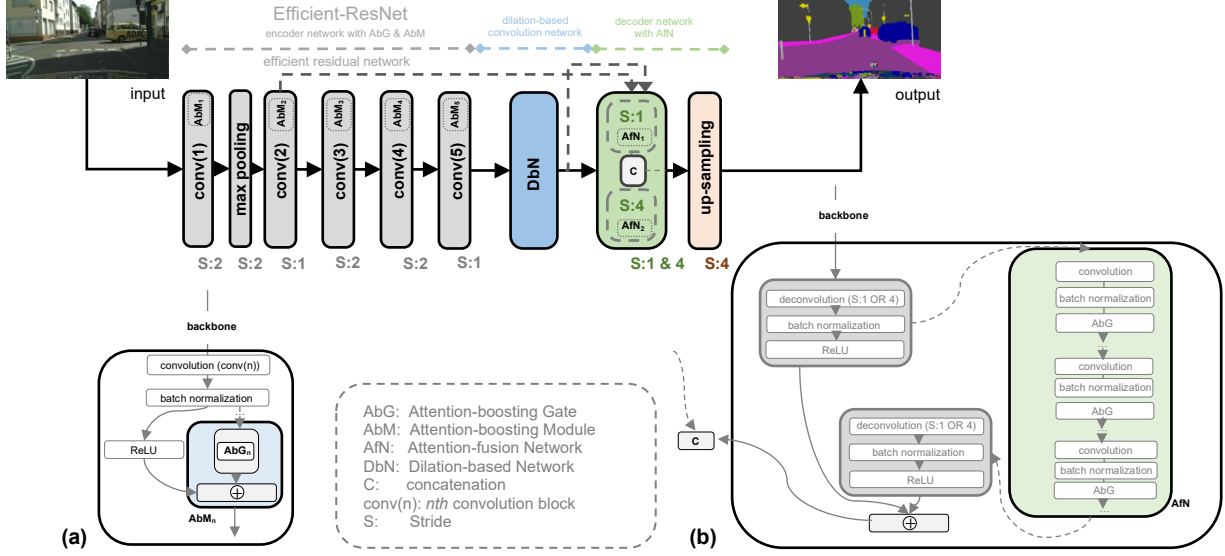 Efficient-ResNet
encoder network with AbG & AbM
dilation-based
convolution network
decoder network
with AfN
efficient residual network
input
output
conv(1)
AbM1
max pooling
conv(2)
AbM2
conv(3)
AbM3
conv(4)
AbM4
conv(5)
AbM5
DbN
S:1
AfN1
C
S:4
AfN2
up-sampling
S:2
S:2
S:1
S:2
S:2
S:1
S:1 & 4
S:4
backbone
convolution (conv(n))
batch normalization
...
ReLU
AbGn
AbMn
(a)
AbG: Attention-boosting Gate
AbM: Attention-boosting Module
AfN: Attention-fusion Network
DbN: Dilation-based Network
C: concatenation
conv(n): nth convolution block
S: Stride
backbone
deconvolution (S:1 OR 4)
batch normalization
ReLU
C
deconvolution (S:1 OR 4)
batch normalization
ReLU
convolution
batch normalization
AbG
...
convolution
batch normalization
AbG
...
convolution
batch normalization
AbG
...
AfN
(b)